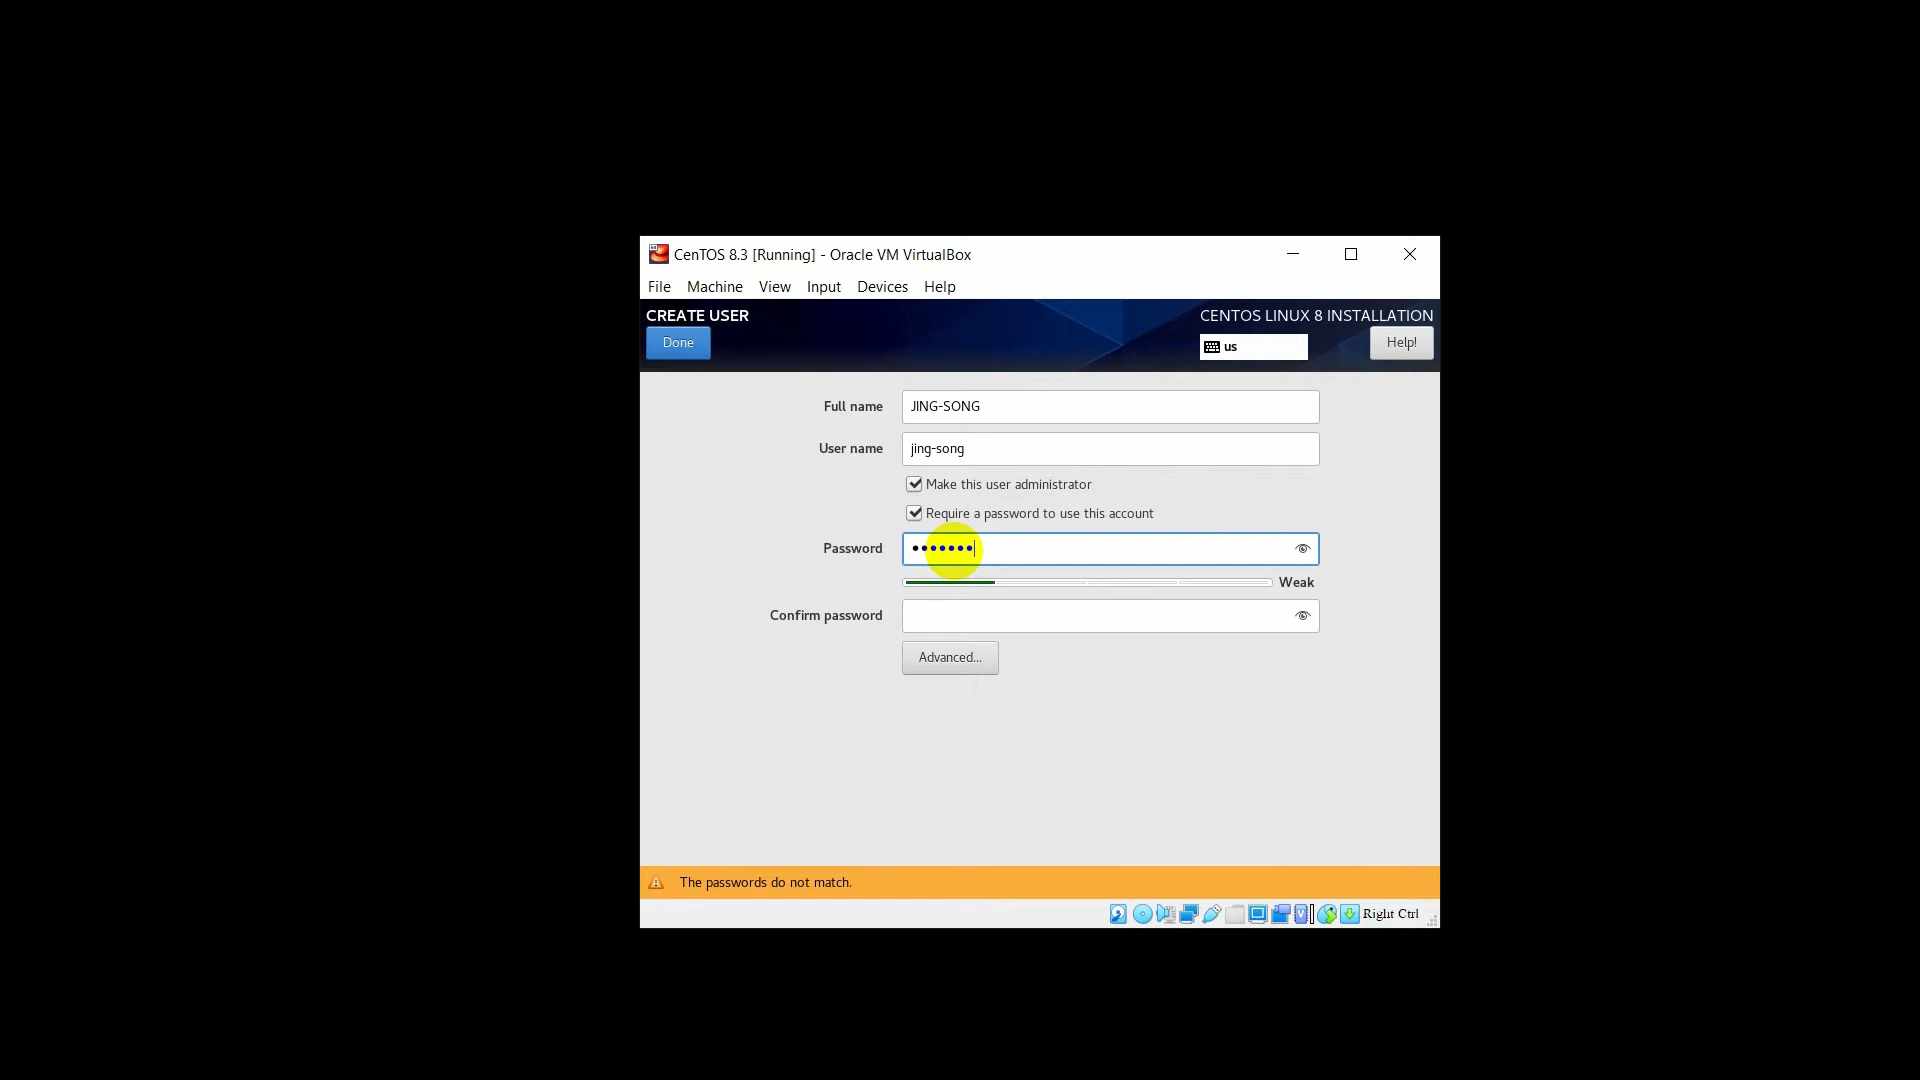 CenTOS 8.3 [Running] - Oracle VM VirtualBox
File Machine View Input Devices Help
CREATE USER
CENTOS LINUX 8 INSTALLATION
Done
us
Help!
Full name
JING-SONG
User name
jing-song
Make this user administrator
Require a password to use this account
Password
•••••••
Weak
Confirm password
Advanced...
The passwords do not match.
Right Ctrl